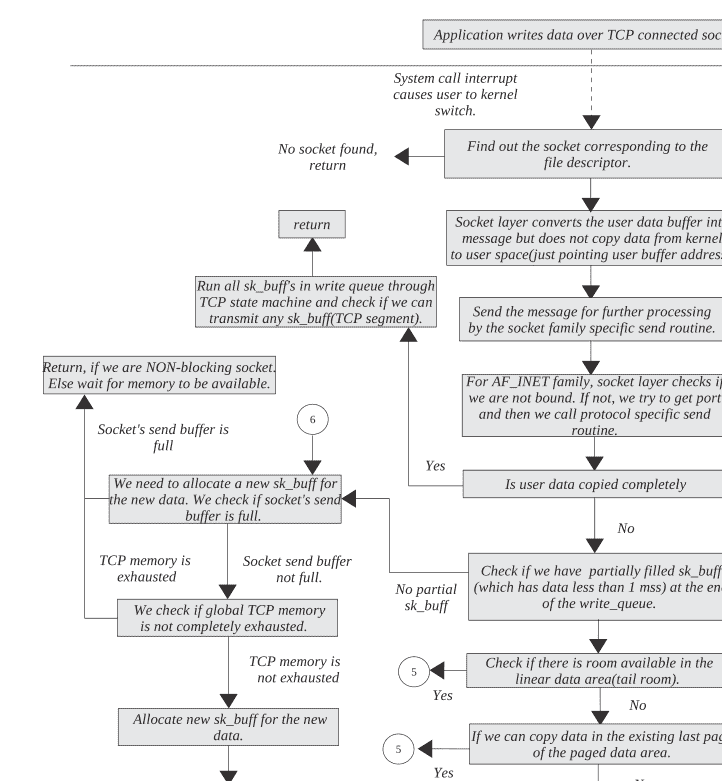 Application writes data over TCP connected soc
System call interrupt
causes user to kernel
switch.
Find out the socket corresponding to the
file descriptor.
No socket found,
return
Socket layer converts the user data buffer int
message but does not copy data from kernel
to user space(just pointing user buffer addres
return
Run all sk_buff's in write queue through
TCP state machine and check if we can
transmit any sk_buff(TCP segment).
Send the message for further processing
by the socket family specific send routine.
Return, if we are NON-blocking socket.
Else wait for memory to be available.
For AF_INET family, socket layer checks if
we are not bound. If not, we try to get port
and then we call protocol specific send
routine.
Socket's send buffer is
full
6
Yes
Is user data copied completely
We need to allocate a new sk_buff for
the new data. We check if socket's send
buffer is full.
No
TCP memory is
exhausted
Socket send buffer
not full.
No partial
sk_buff
Check if we have partially filled sk_buff
(which has data less than 1 mss) at the en
of the write_queue.
We check if global TCP memory
is not completely exhausted.
TCP memory is
not exhausted
5
Yes
Check if there is room available in the
linear data area(tail room).
No
Allocate new sk_buff for the new
data.
5
Yes
If we can copy data in the existing last pag
of the paged data area.